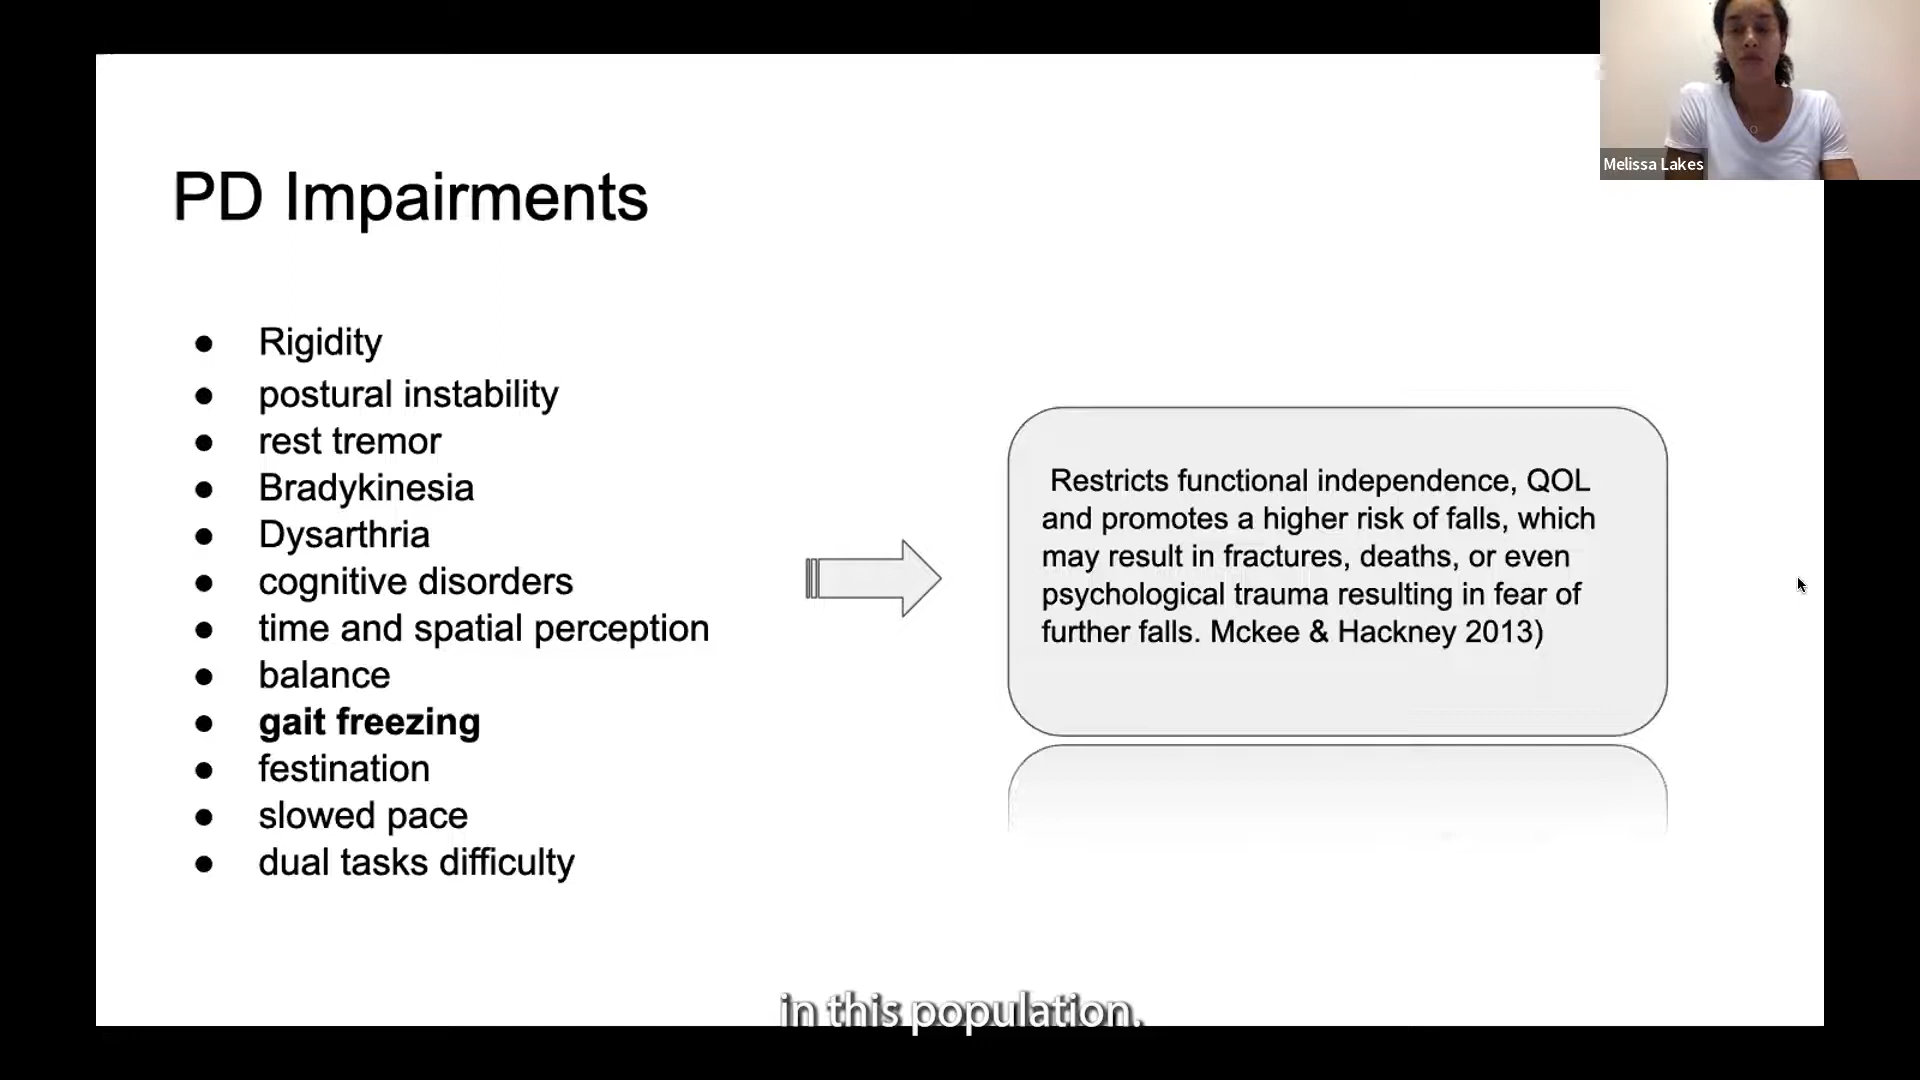 Melissa Lakes
PD Impairments
● Rigidity
● postural instability
● rest tremor
● Bradykinesia
● Dysarthria
● cognitive disorders
● time and spatial perception
● balance
● gait freezing
● festination
● slowed pace
● dual tasks difficulty
Restricts functional independence, QOL
and promotes a higher risk of falls, which
may result in fractures, deaths, or even
psychological trauma resulting in fear of
further falls. Mckee & Hackney 2013)
in this population.